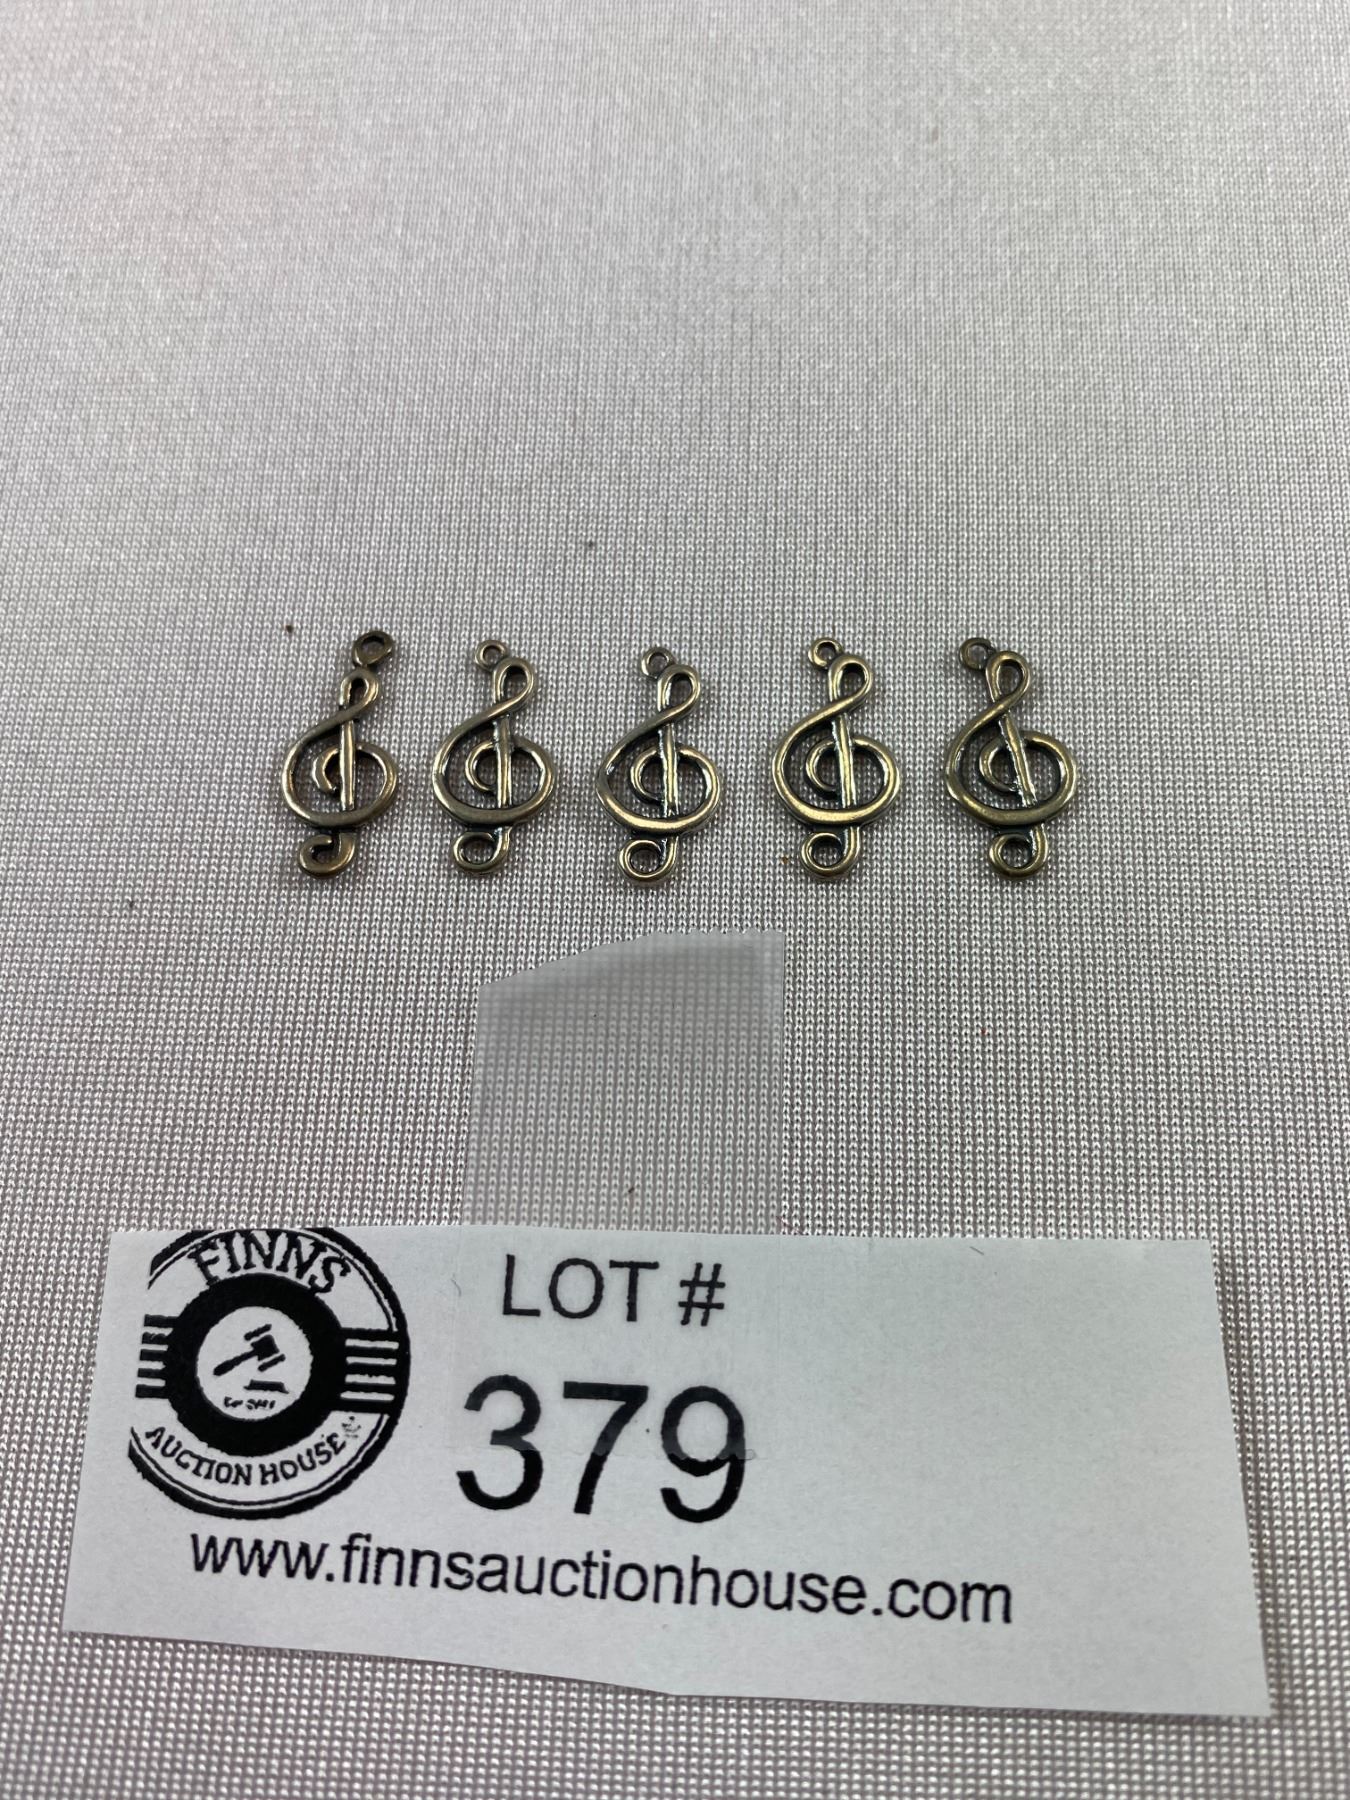 FINNS
AUCTION HOUSE
LOT #
379
www.finnsauctionhouse.com